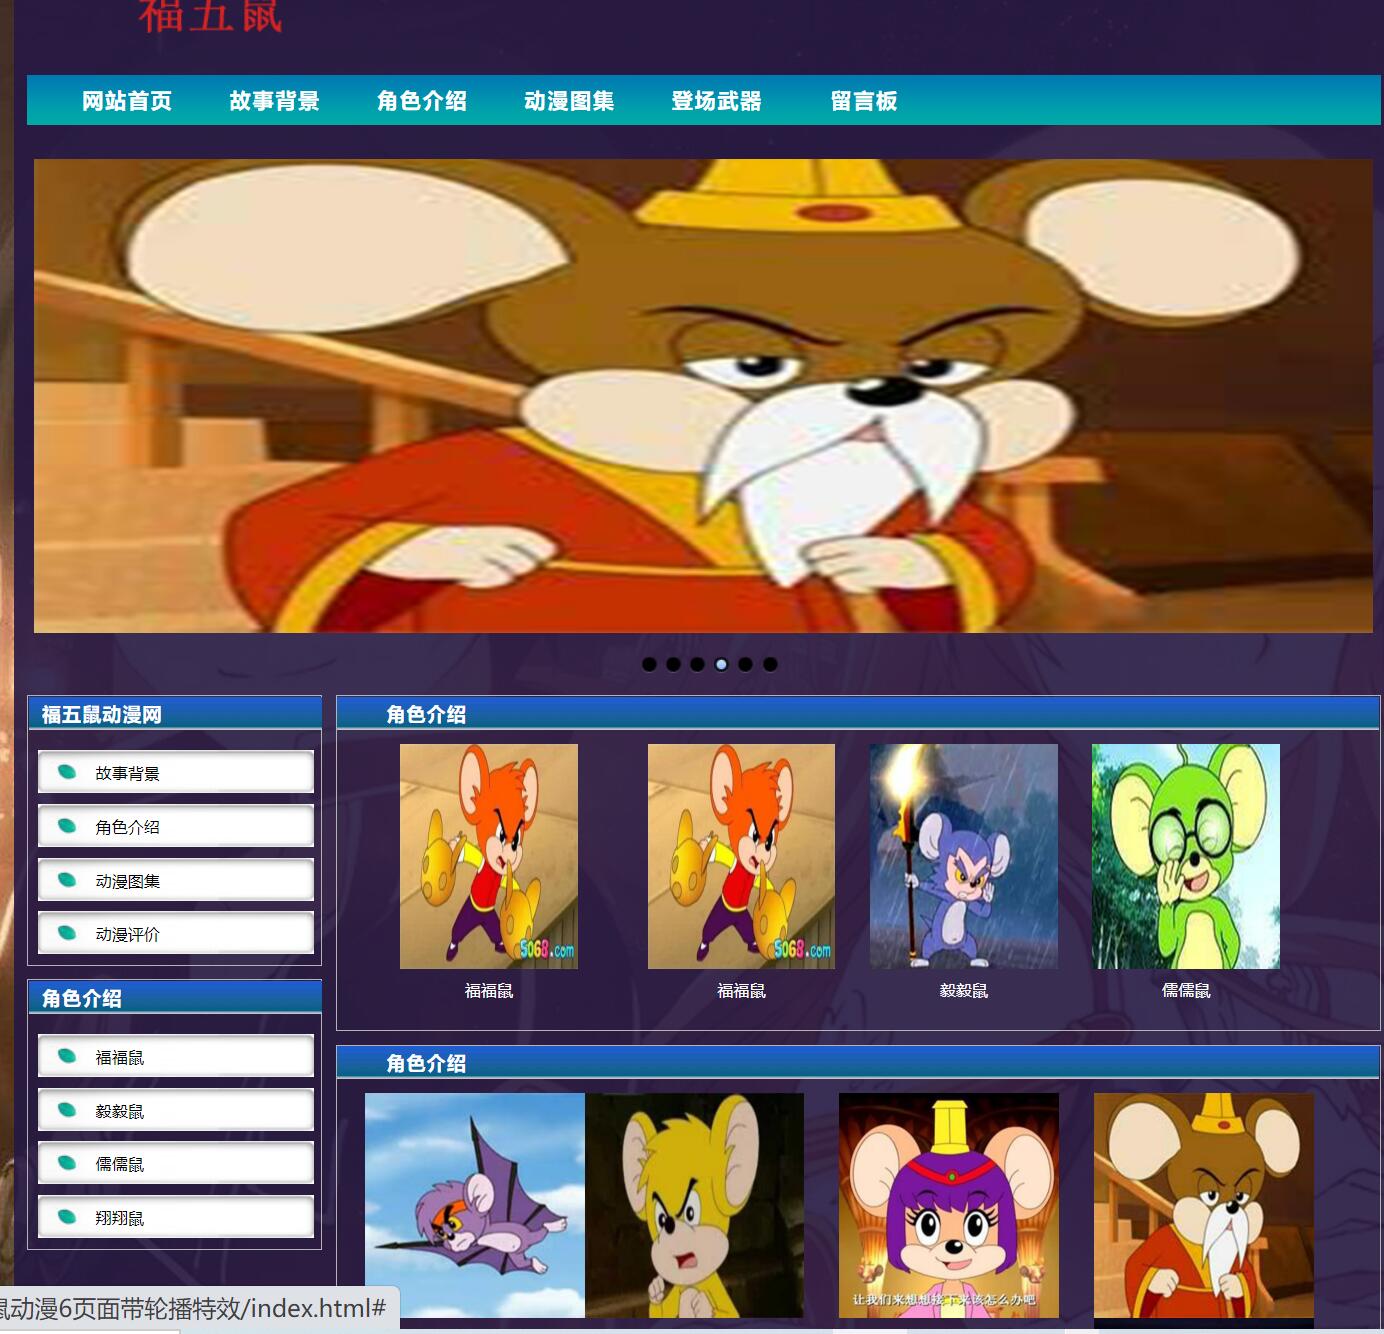 福五鼠
网站首页 故事背景 角色介绍 动漫图集 登场武器 留言板
福五鼠动漫网
故事背景
角色介绍
动漫图集
动漫评价
角色介绍
福福鼠
毅毅鼠
儒儒鼠
翔翔鼠
角色介绍
5068.com
5068.com
福福鼠 福福鼠 毅毅鼠 儒儒鼠
角色介绍
让我们来想想接下来该怎么办吧
鼠动漫6页面带轮播特效/index.html#